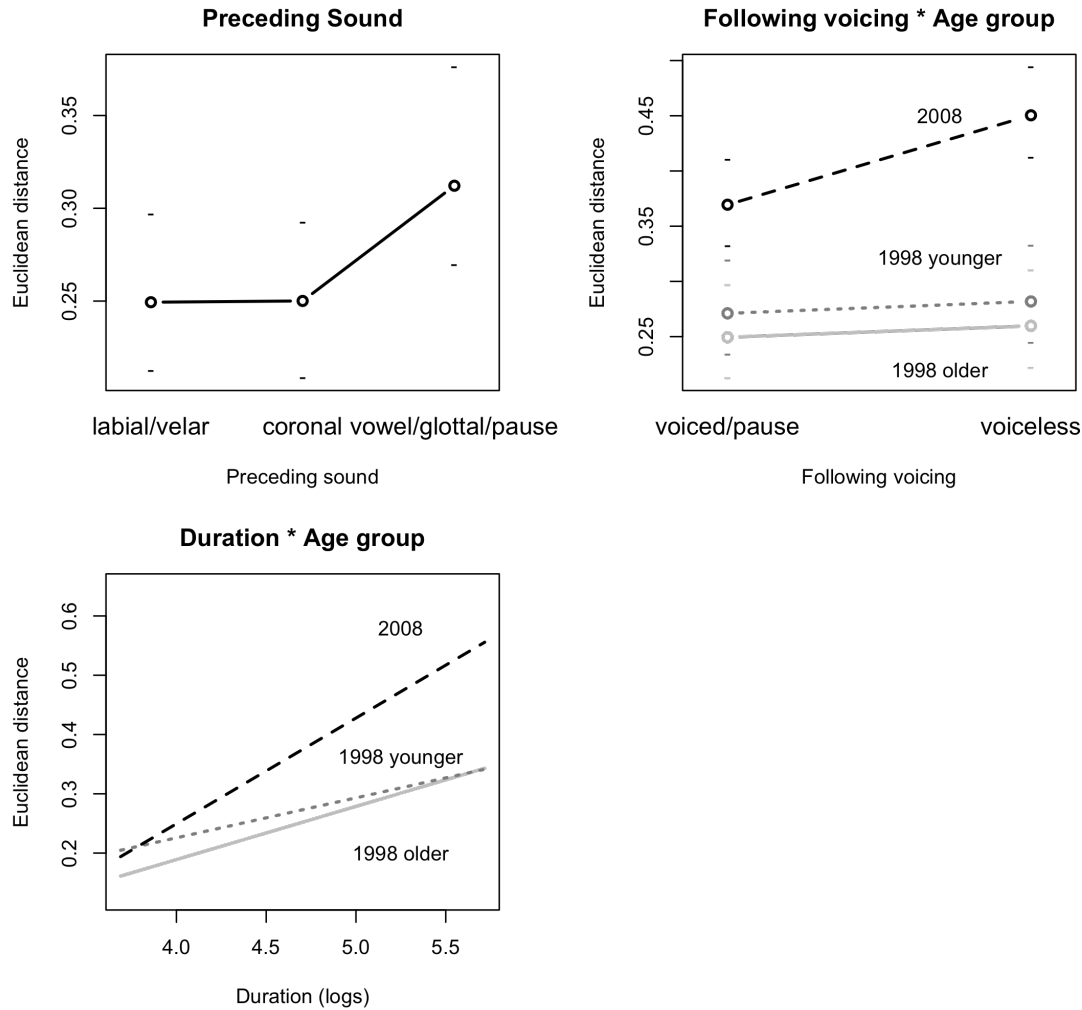 Preceding Sound
Euclidean distance
0.35
0.30
0.25
labial/velar
coronal
vowel/glottal/pause
Preceding sound
Following voicing * Age group
Euclidean distance
0.45
0.35
0.25
2008
1998 younger
1998 older
voiced/pause
voiceless
Following voicing
Duration * Age group
Euclidean distance
0.6
0.5
0.4
0.3
0.2
2008
1998 younger
1998 older
4.0
4.5
5.0
5.5
Duration (logs)